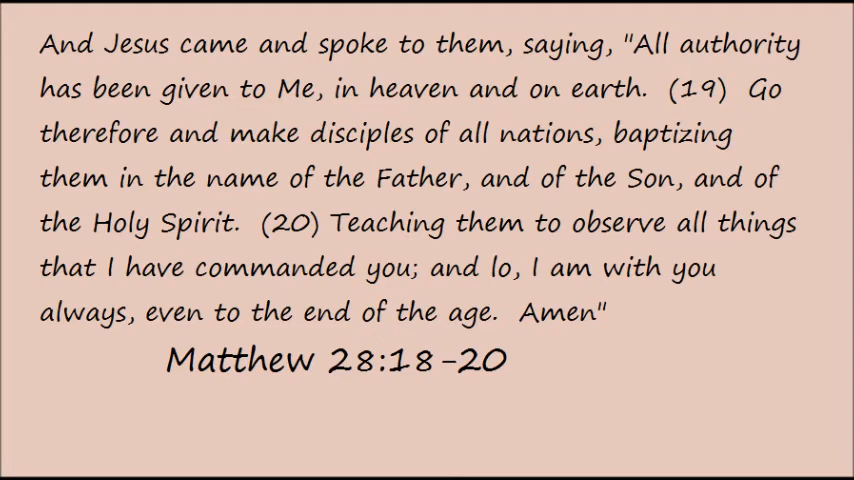 And Jesus came and spoke to them, saying, "All authority
has been given to Me, in heaven and on earth. (19) Go
therefore and make disciples of all nations, baptizing
them in the name of the Father, and of the Son, and of
the Holy Spirit. (20) Teaching them to observe all things
that I have commanded you; and lo, I am with you
always, even to the end of the age. Amen"
Matthew 28:18-20